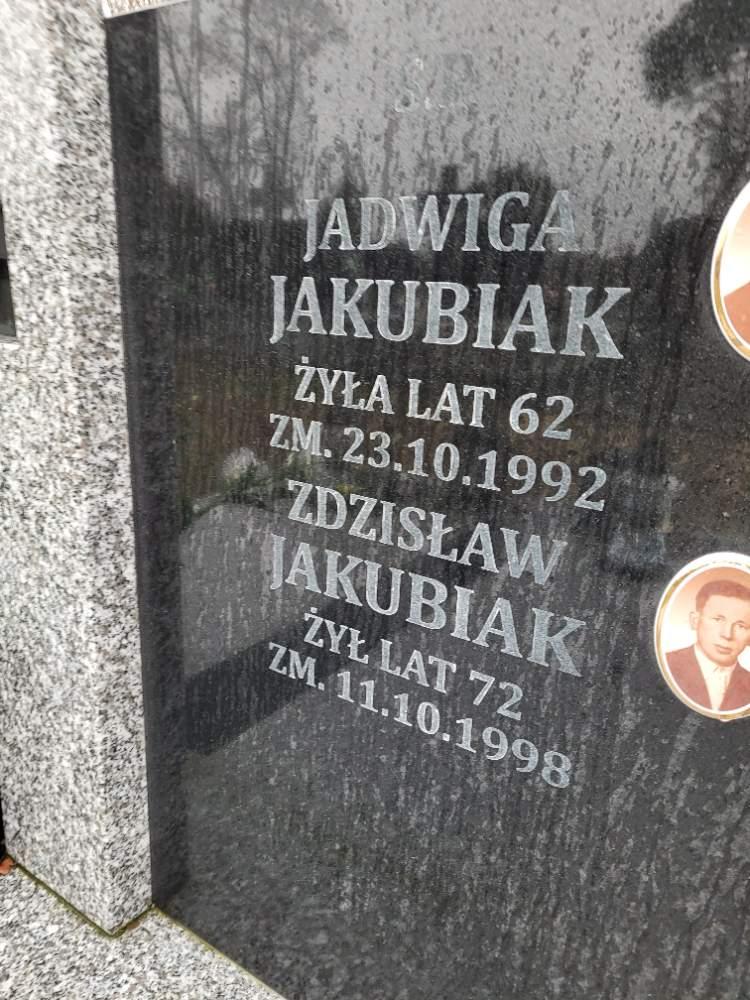 Ś.P.
JADWIGA
JAKUBIAK
ŻYŁA LAT 62
ZM. 23.10.1992
ZDZISŁAW
JAKUBIAK
ŻYŁ LAT 72
ZM. 11.10.1998